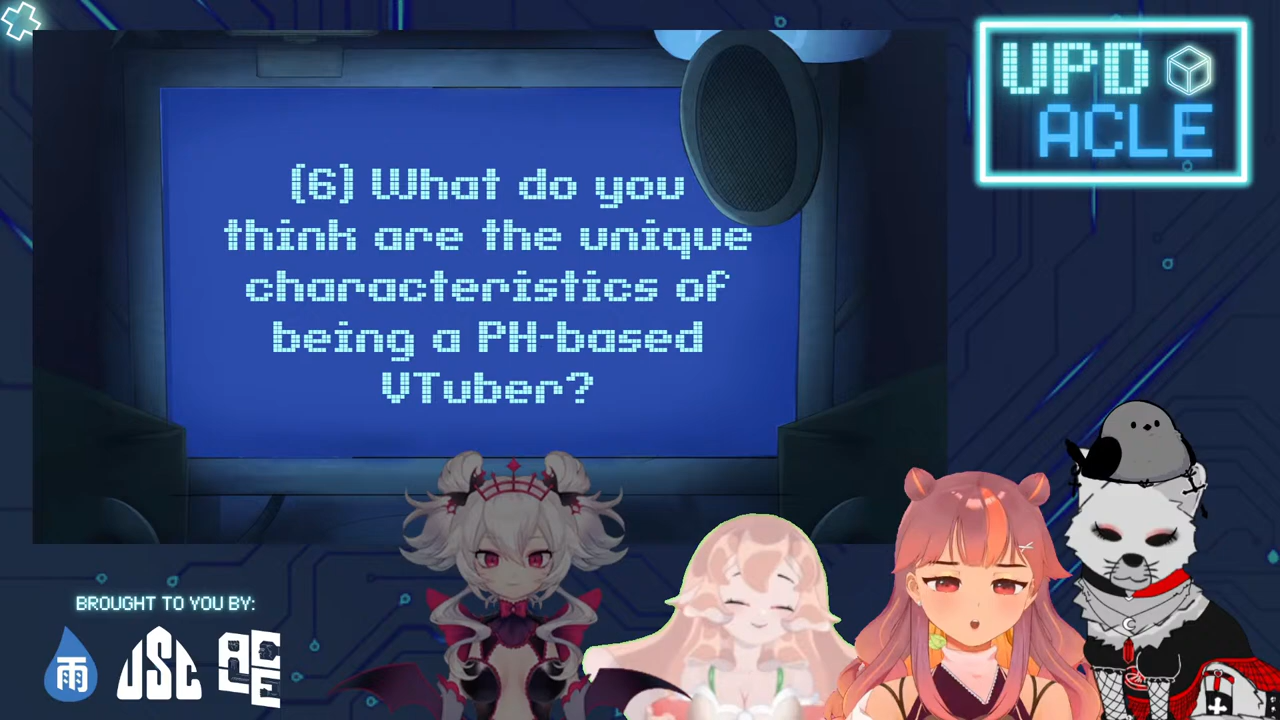 UPD
ACLE
[6] What do you
think are the unique
characteristics of
being a PH-based
VTuber?
BROUGHT TO YOU BY:
雨
USC
ACLE